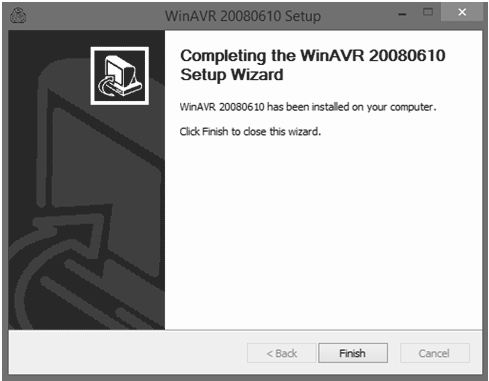 WinAVR 20080610 Setup
Completing the WinAVR 20080610
Setup Wizard
WinAVR 20080610 has been installed on your computer.
Click Finish to close this wizard.
< Back
Finish
Cancel